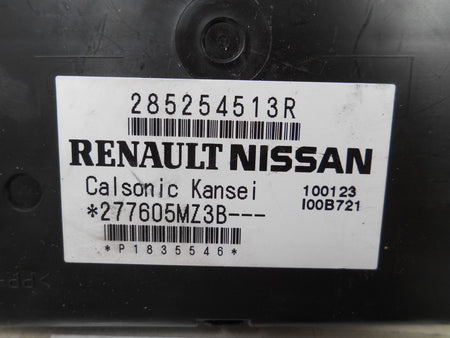 285254513R
RENAULT NISSAN
Calsonic Kansei 100123
*277605MZ3B--- I00B721
*P1835546*